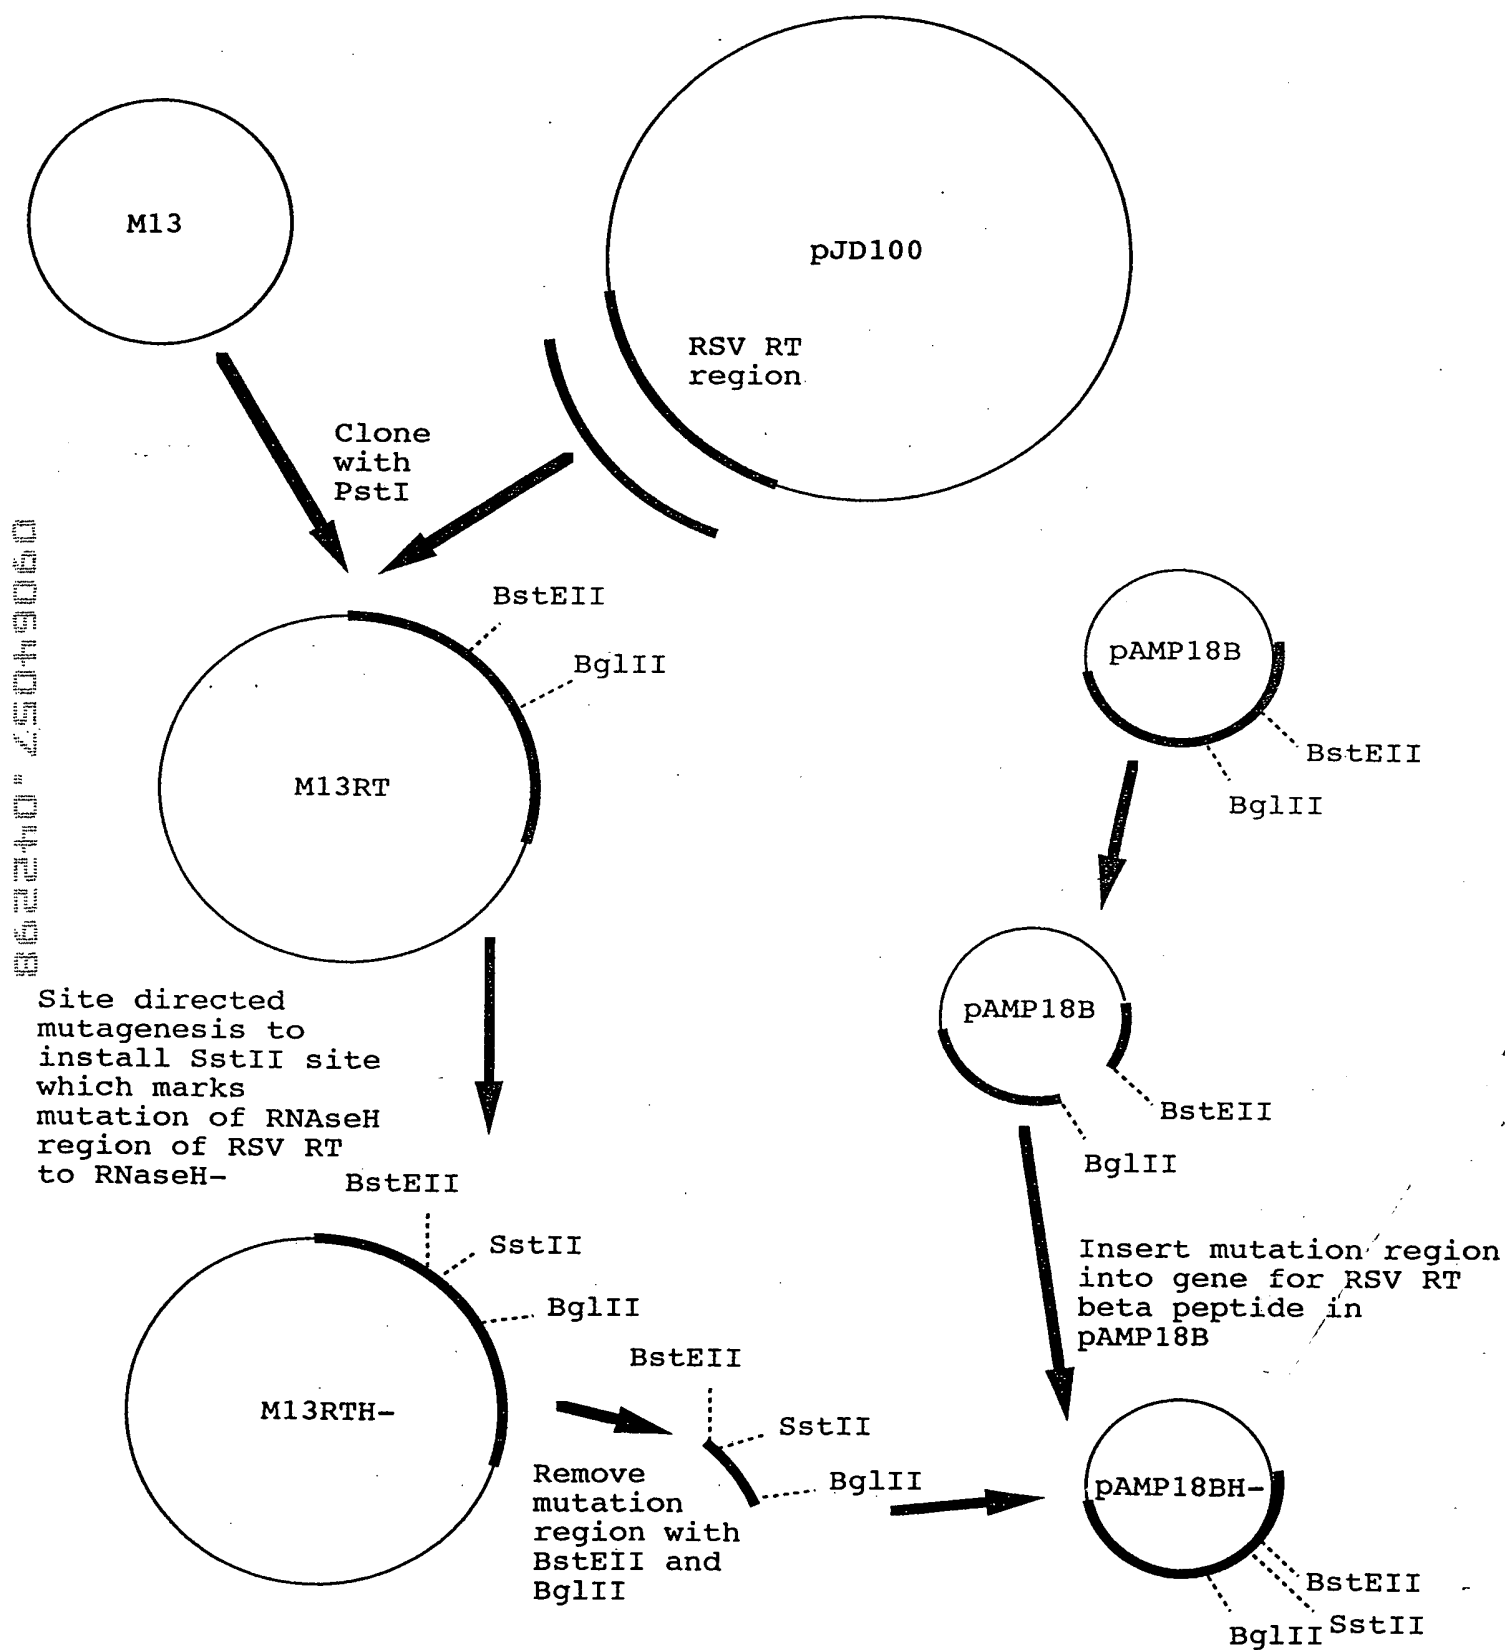 M13
pJD100
RSV RT
region
Clone
with
PstI
BstEII
BglII
M13RT
pAMP18B
BstEII
BglII
09064057.042298
pAMP18B
BstEII
BglII
Site directed
mutagenesis to
install SstII site
which marks
mutation of RNAseH
region of RSV RT
to RNaseH-
BstEII
SstII
BglII
M13RTH-
Insert mutation region
into gene for RSV RT
beta peptide in
pAMP18B
BstEII
SstII
BglII
Remove
mutation
region with
BstEII and
BglII
pAMP18BH-
BstEII
SstII
BglII